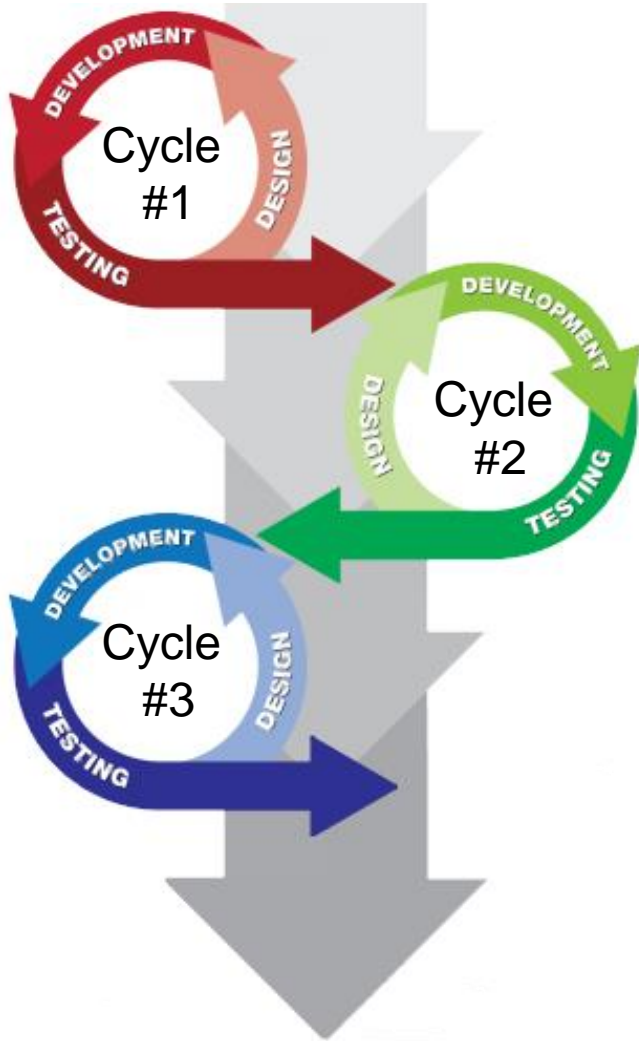 DEVELOPMENT
Cycle
#1
DESIGN
TESTING
DEVELOPMENT
DESIGN
Cycle
#2
TESTING
DEVELOPMENT
Cycle
#3
DESIGN
TESTING